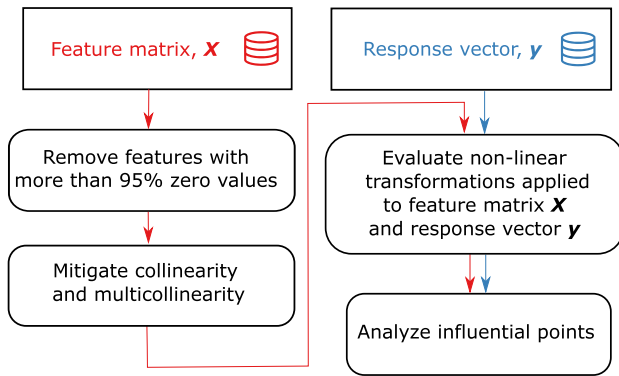 Feature matrix, X
Remove features with
more than 95% zero values
Mitigate collinearity
and multicollinearity
Response vector, y
Evaluate non-linear
transformations applied
to feature matrix X
and response vector y
Analyze influential points